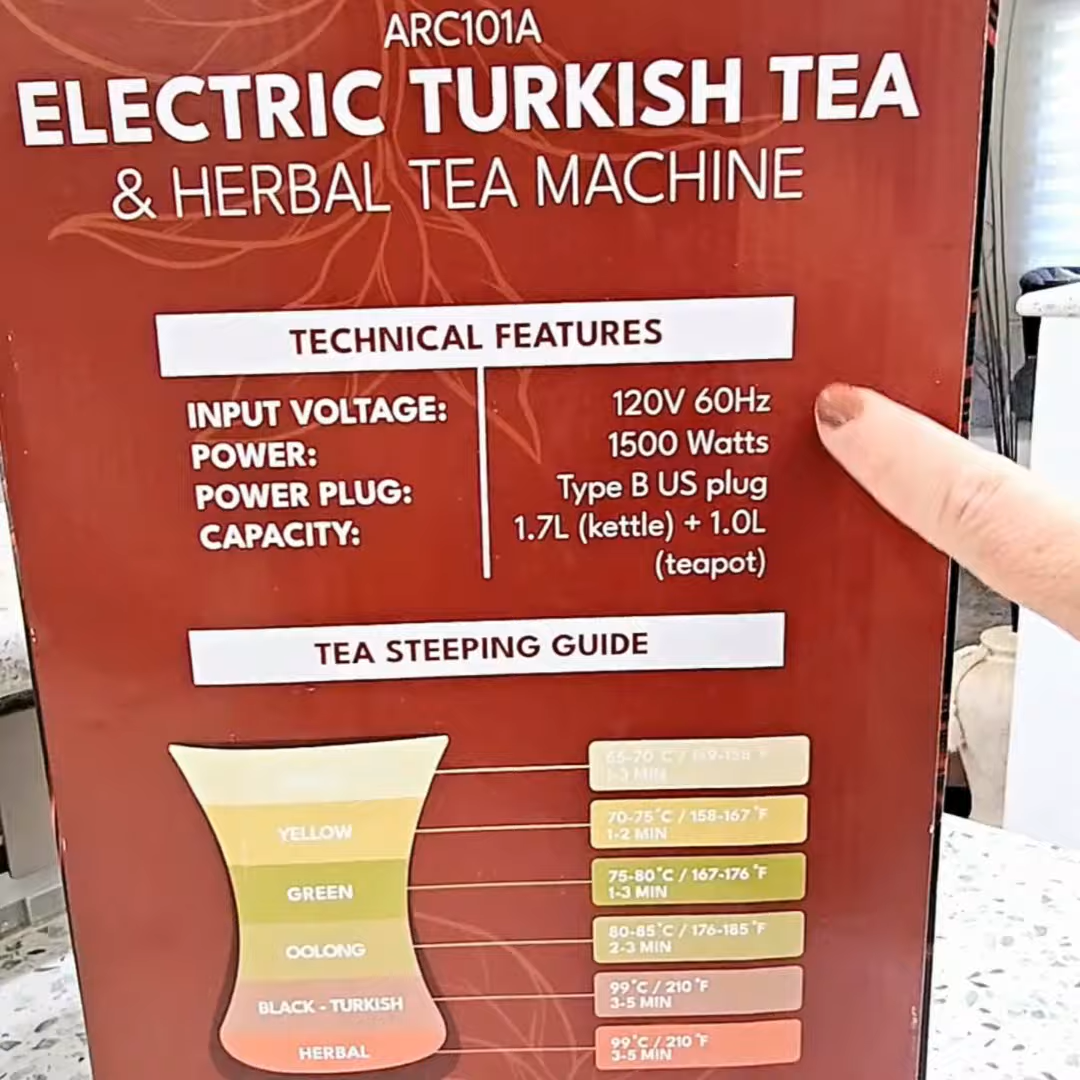 ARC101A
ELECTRIC TURKISH TEA
& HERBAL TEA MACHINE
TECHNICAL FEATURES
INPUT VOLTAGE: 120V 60Hz
POWER: 1500 Watts
POWER PLUG: Type B US plug
CAPACITY: 1.7L (kettle) + 1.0L
(teapot)
TEA STEEPING GUIDE
1-3 MIN
YELLOW
70-75°C / 158-167 °F
1-2 MIN
GREEN
75-80°C / 167-176 °F
1-3 MIN
OOLONG
80-85°C / 176-185 °F
2-3 MIN
BLACK - TURKISH
99°C / 210 °F
3-5 MIN
HERBAL
99°C / 210 °F
3-5 MIN